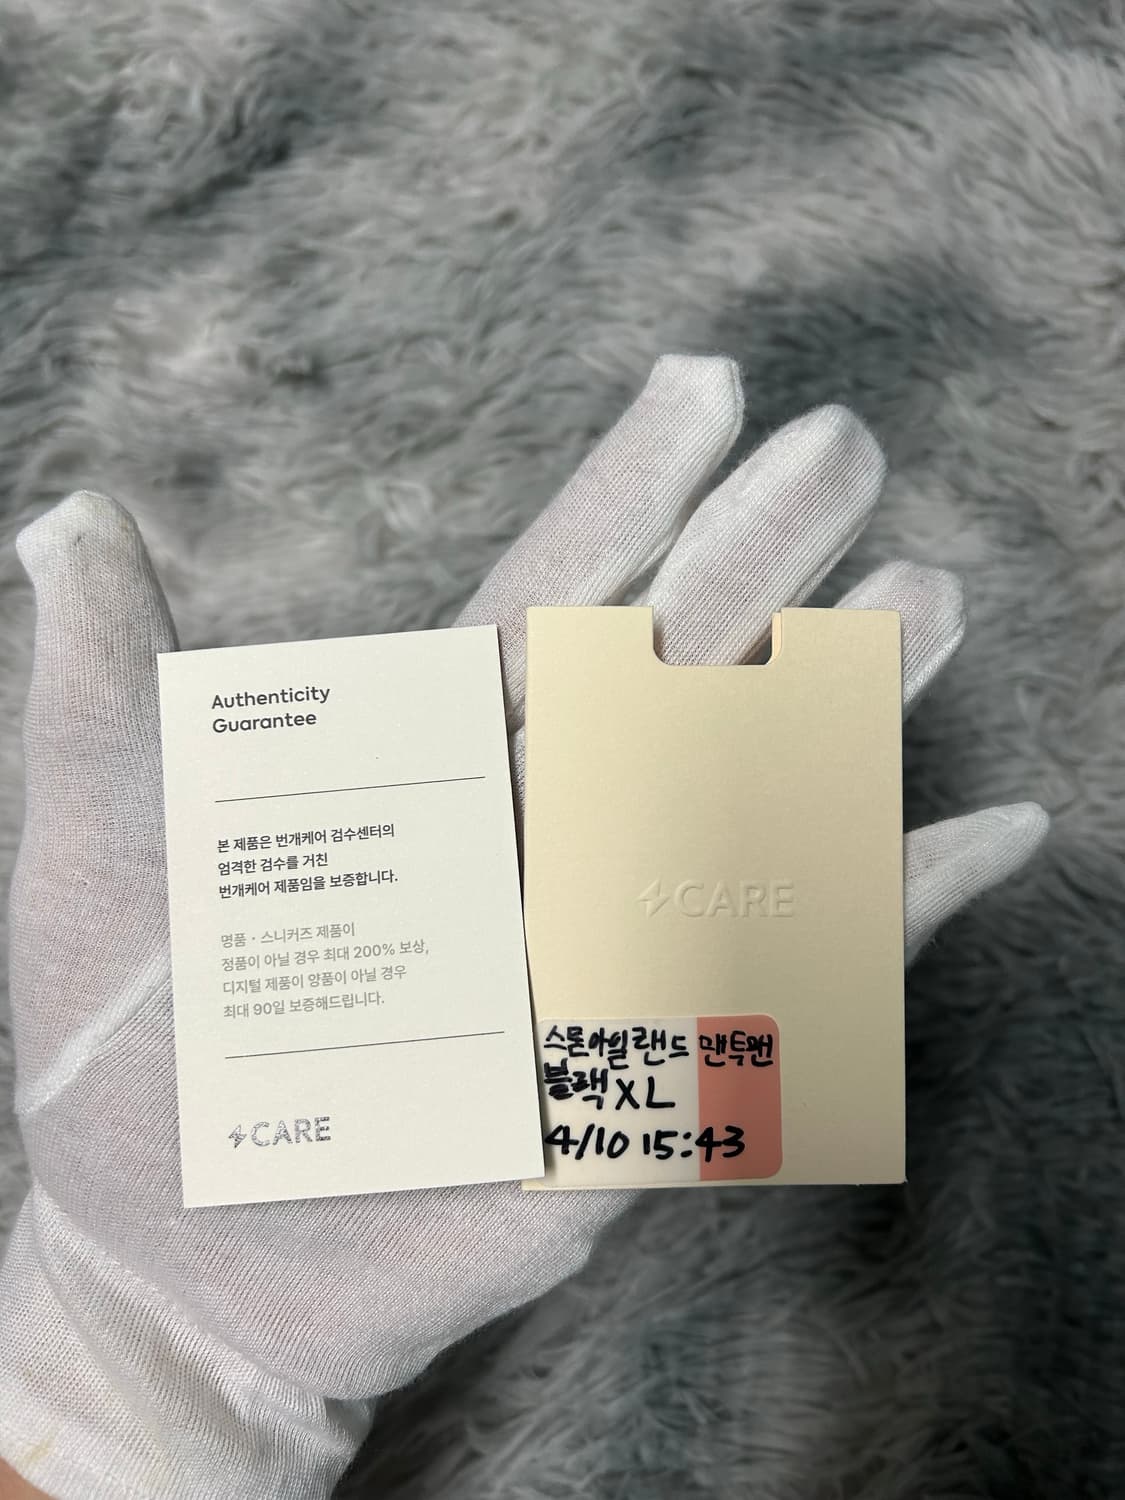 Authenticity
Guarantee
본 제품은 번개케어 검수센터의
엄격한 검수를 거친
번개케어 제품임을 보증합니다.
명품・스니커즈 제품이
정품이 아닐 경우 최대 200% 보상,
디지털 제품이 양품이 아닐 경우
최대 90일 보증해드립니다.
CARE
CARE
스톤아일랜드 맨투맨
블랙 XL
4/10 15:43